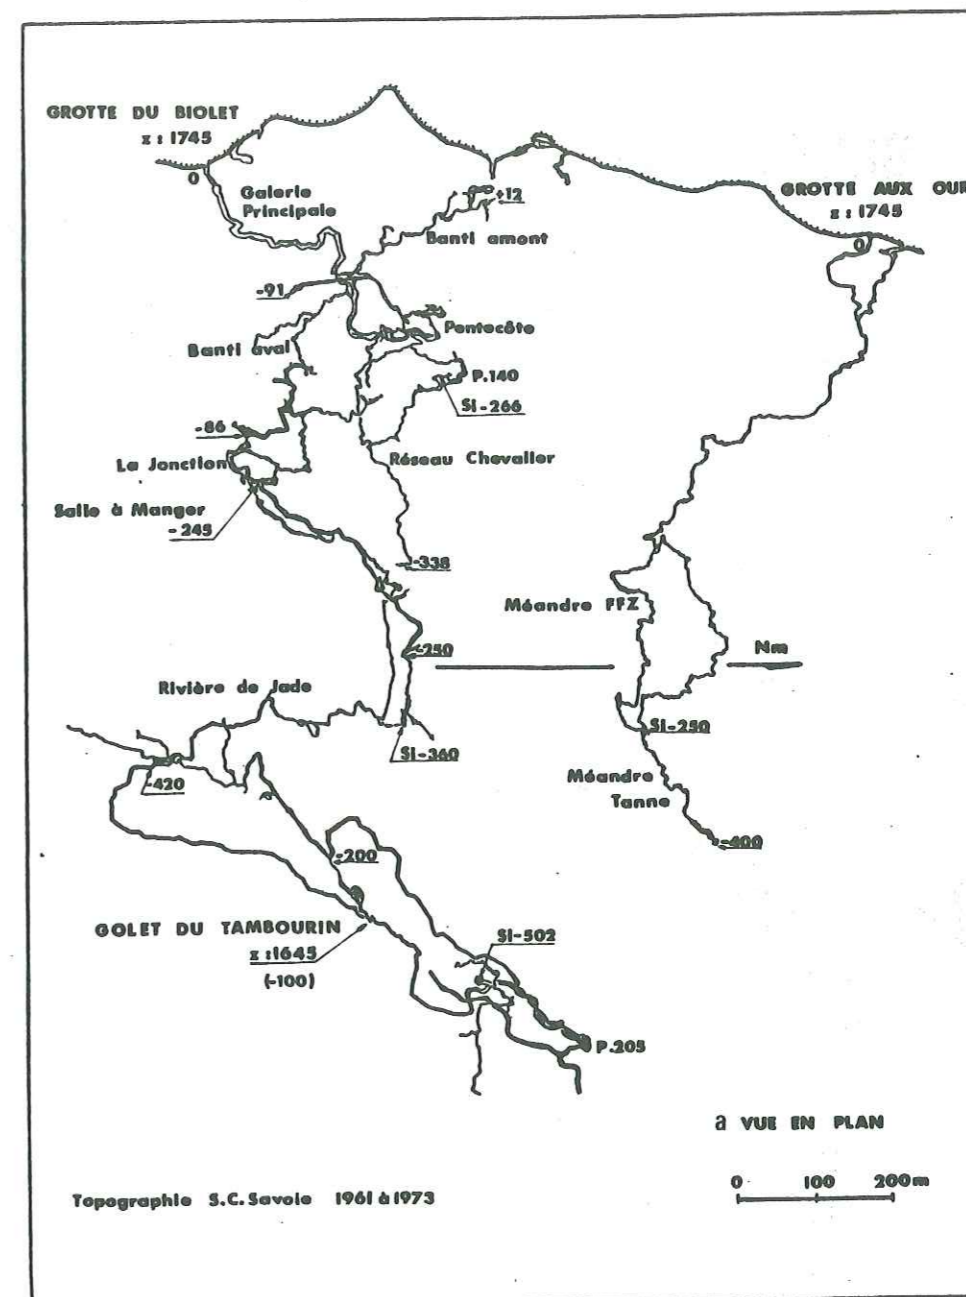 GROTTE DU BIOLET
z : 1745
0
Galerie
Principale
+12
Banti amont
GROTTE AUX OUR
z : 1745
0
-91
Banti aval
Pentecôte
P.140
Si-266
-86
La Jonction
Réseau Chevalier
Salle à Manger
-245
-338
Méandre FFZ
-250
Nm
Rivière de Jade
Si-360
Si-250
-420
Méandre
Tanne
-200
-400
GOLET DU TAMBOURIN
z : 1645
(-100)
Si-502
P.205
a VUE EN PLAN
Topographie S.C. Savoie 1961 à 1973
0 100 200m